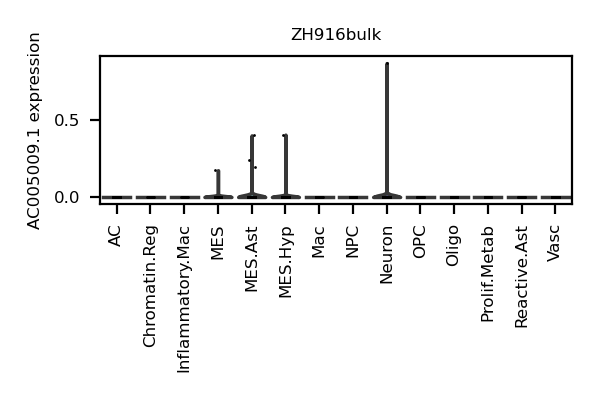 ZH916bulk
AC005009.1 expression
0.5
0.0
AC
Chromatin.Reg
Inflammatory.Mac
MES
MES.Ast
MES.Hyp
Mac
NPC
Neuron
OPC
Oligo
Prolif.Metab
Reactive.Ast
Vasc